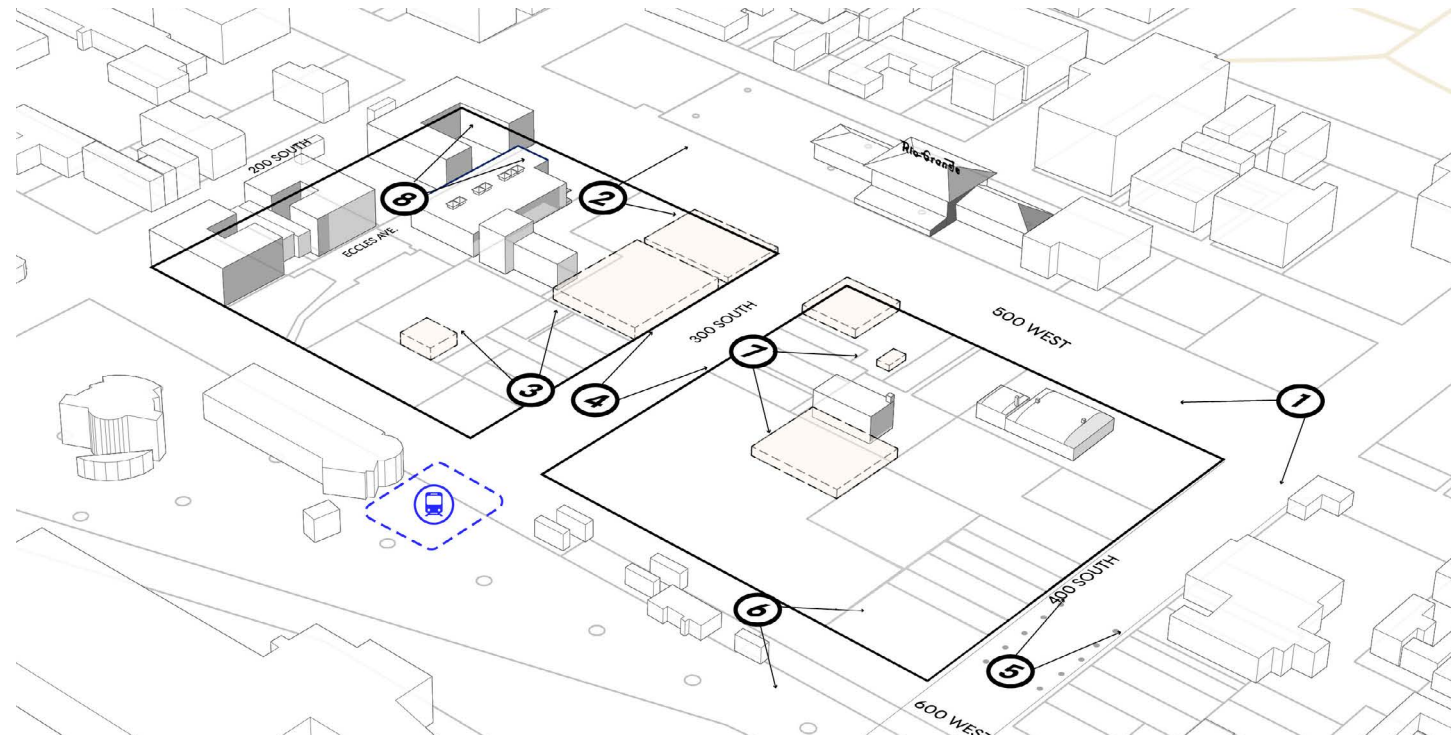 Rio Grande
200 SOUTH
8
2
ECCLES AVE.
300 SOUTH
500 WEST
7
3
4
1
400 SOUTH
6
5
600 WEST